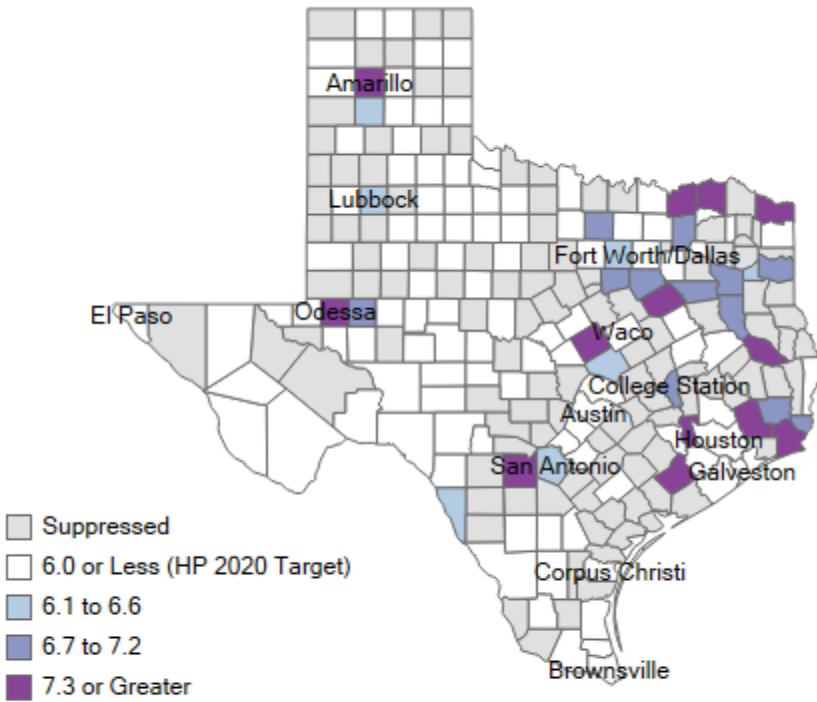 Amarillo
Lubbock
Fort Worth/Dallas
El Paso
Odessa
Waco
College Station
Austin
Houston
San Antonio
Galveston
Suppressed
6.0 or Less (HP 2020 Target)
6.1 to 6.6
Corpus Christi
6.7 to 7.2
Brownsville
7.3 or Greater